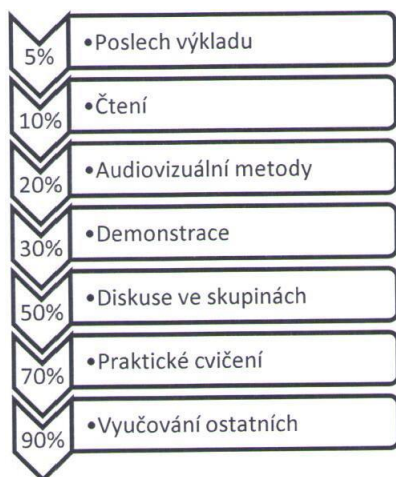 5% •Poslech výkladu
10% •Čtení
20% •Audiovizuální metody
30% •Demonstrace
50% •Diskuse ve skupinách
70% •Praktické cvičení
90% •Vyučování ostatních